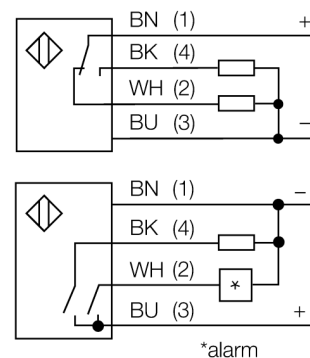 BN (1) +
BK (4)
WH (2)
BU (3) −
BN (1) −
BK (4)
WH (2)
*
BU (3) +
*alarm